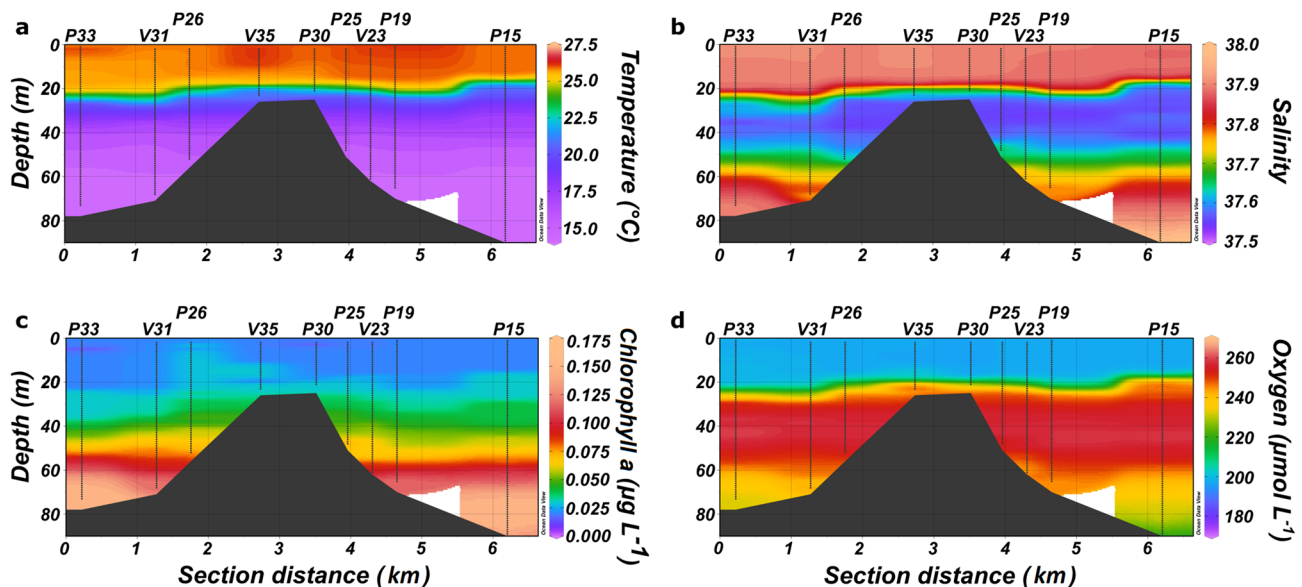 a
P33
V31
P26
V35
P30
P25
V23
P19
P15
0
20
40
60
80
Depth (m)
0 1 2 3 4 5 6
27.5
25.0
22.5
20.0
17.5
15.0
Temperature (°C)
Ocean Data View
b
P33
V31
P26
V35
P30
P25
V23
P19
P15
0
20
40
60
80
0 1 2 3 4 5 6
38.0
37.9
37.8
37.7
37.6
37.5
Salinity
Ocean Data View
c
P33
V31
P26
V35
P30
P25
V23
P19
P15
0
20
40
60
80
Depth (m)
0 1 2 3 4 5 6
Section distance (km)
0.175
0.150
0.125
0.100
0.075
0.050
0.025
0.000
Chlorophyll a (µg L⁻¹)
Ocean Data View
d
P33
V31
P26
V35
P30
P25
V23
P19
P15
0
20
40
60
80
0 1 2 3 4 5 6
Section distance (km)
260
240
220
200
180
Oxygen (µmol L⁻¹)
Ocean Data View